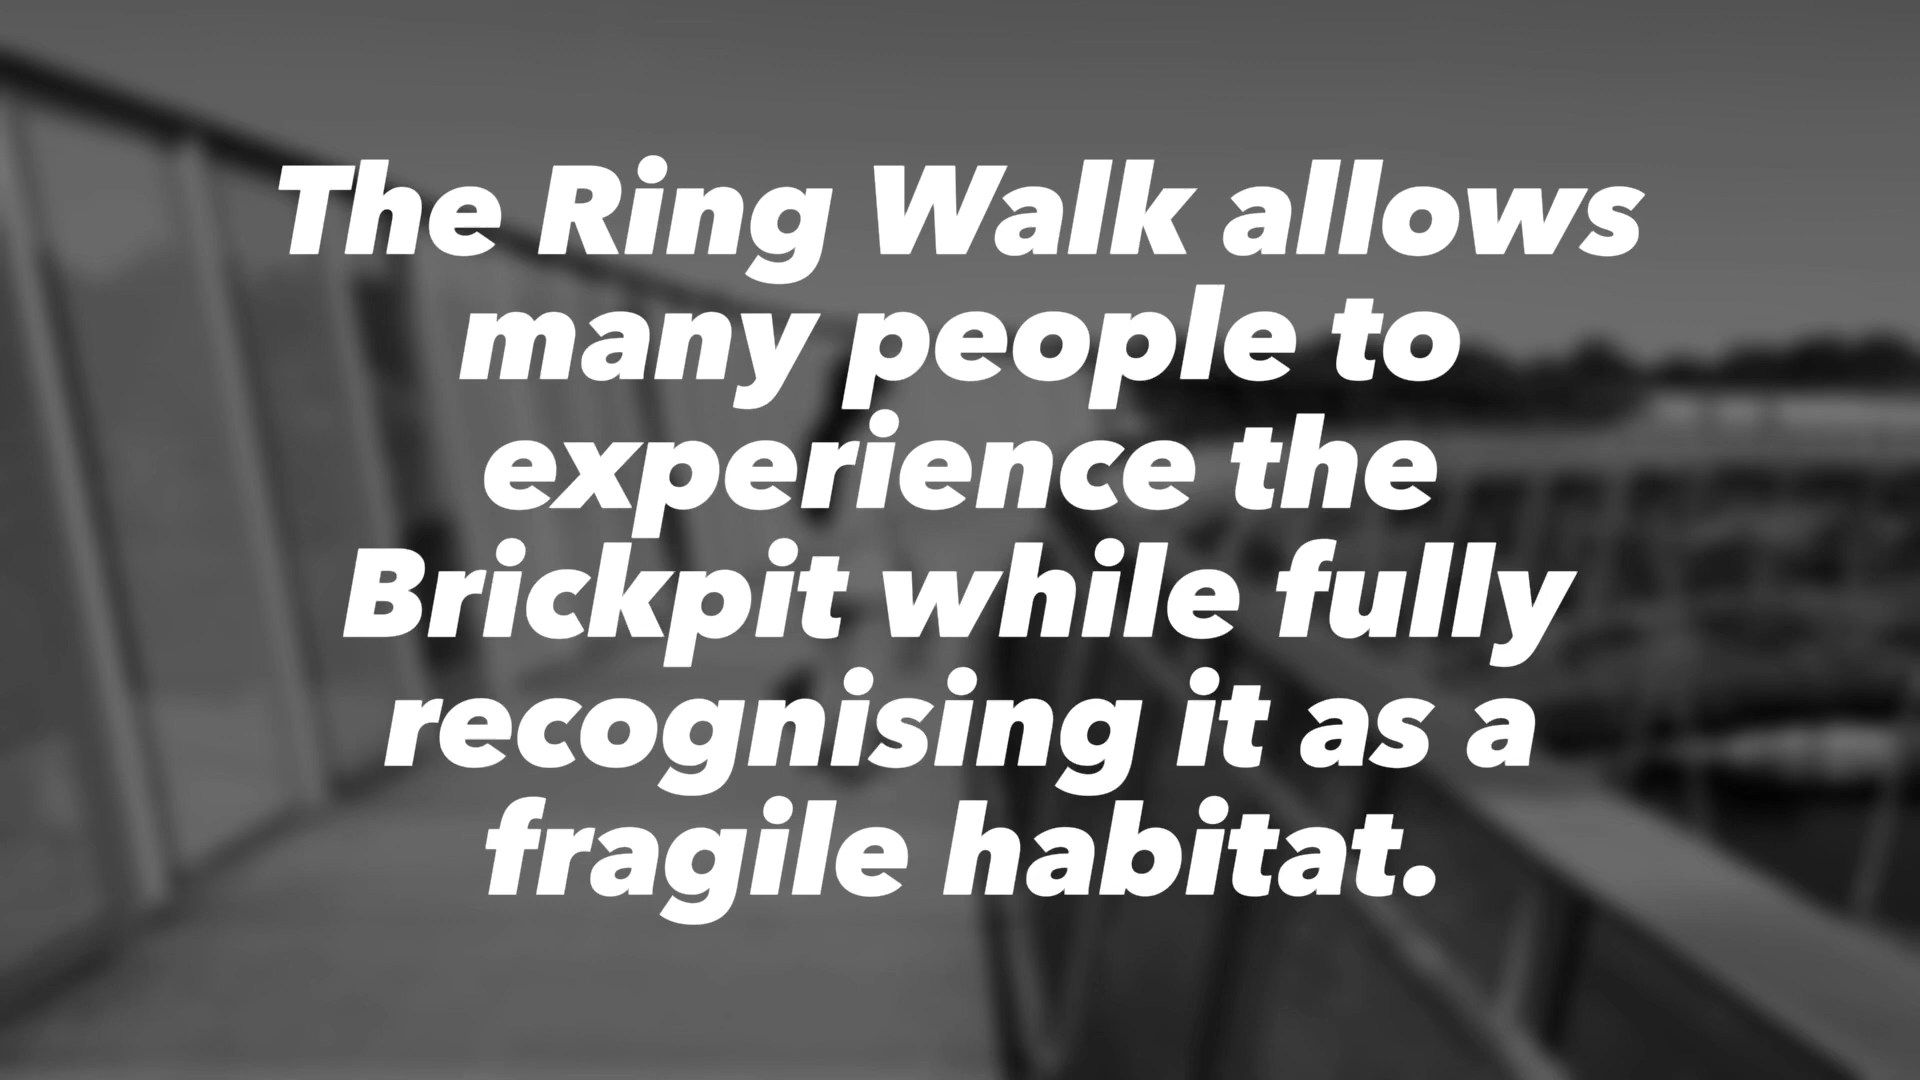 The Ring Walk allows
many people to
experience the
Brickpit while fully
recognising it as a
fragile habitat.